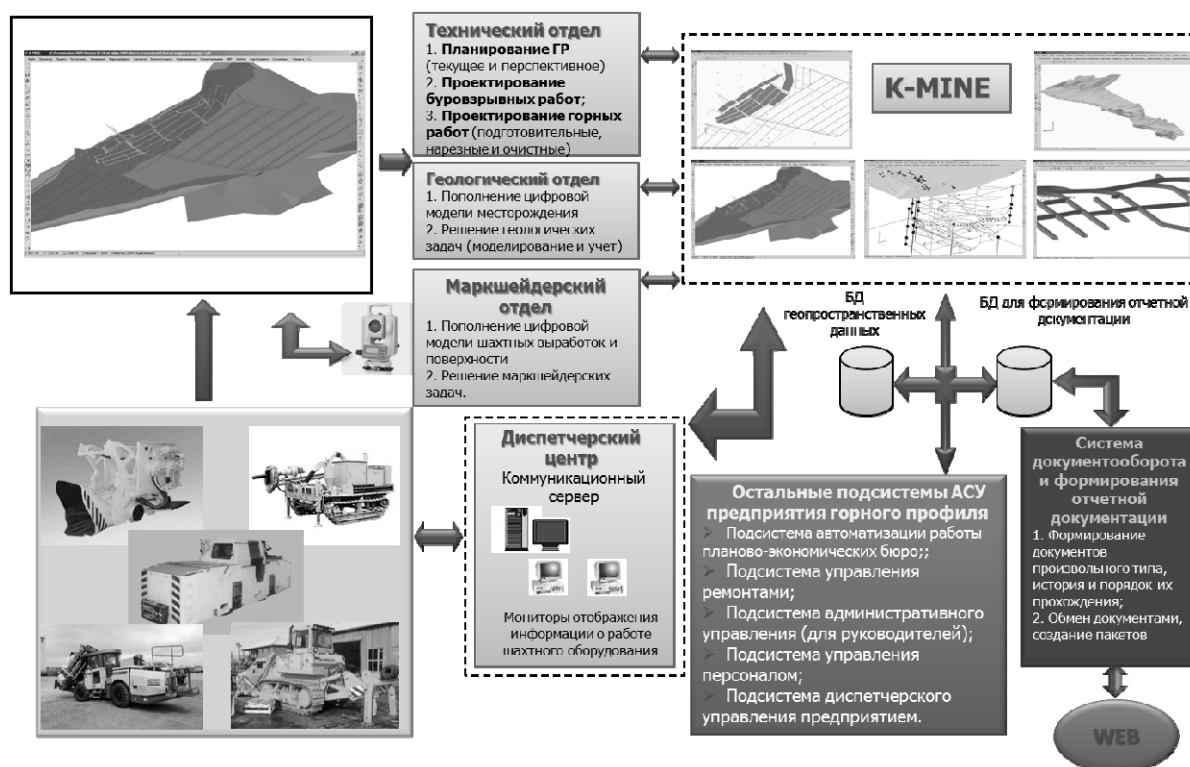 Технический отдел
1. Планирование ГР
(текущее и перспективное)
2. Проектирование
буровзрывных работ;
3. Проектирование горных
работ (подготовительные,
нарезные и очистные)
Геологический отдел
1. Пополнение цифровой
модели месторождения
2. Решение геологических
задач (моделирование и учет)
Маркшейдерский
отдел
1. Пополнение цифровой
модели шахтных выработок и
поверхности
2. Решение маркшейдерских
задач.
K-MINE
БД
геопространственных
данных
БД для формирования отчетной
документации
Диспетчерский
центр
Коммуникационный
сервер
Мониторы отображения
информации о работе
шахтного оборудования
Остальные подсистемы АСУ
предприятия горного профиля
➢ Подсистема автоматизации работы
планово-экономических бюро;;
➢ Подсистема управления
ремонтами;
➢ Подсистема административного
управления (для руководителей);
➢ Подсистема управления
персоналом;
➢ Подсистема диспетчерского
управления предприятием.
Система
документооборота
и формирования
отчетной
документации
1. Формирование
документов
произвольного типа,
история и порядок их
прохождения;
2. Обмен документами,
создание пакетов
WEB